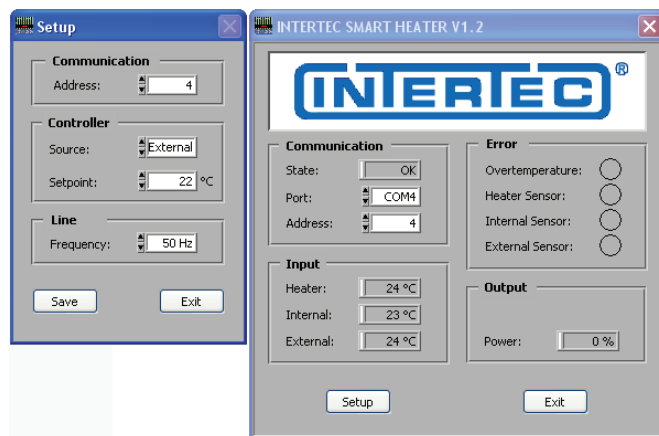 Setup
Communication
Address: 4
Controller
Source: External
Setpoint: 22 °C
Line
Frequency: 50 Hz
Save Exit
INTERTEC SMART HEATER V1.2
INTERTEC®
Communication
State: OK
Port: COM4
Address: 4
Input
Heater: 24 °C
Internal: 23 °C
External: 24 °C
Error
Overtemperature:
Heater Sensor:
Internal Sensor:
External Sensor:
Output
Power: 0 %
Setup Exit